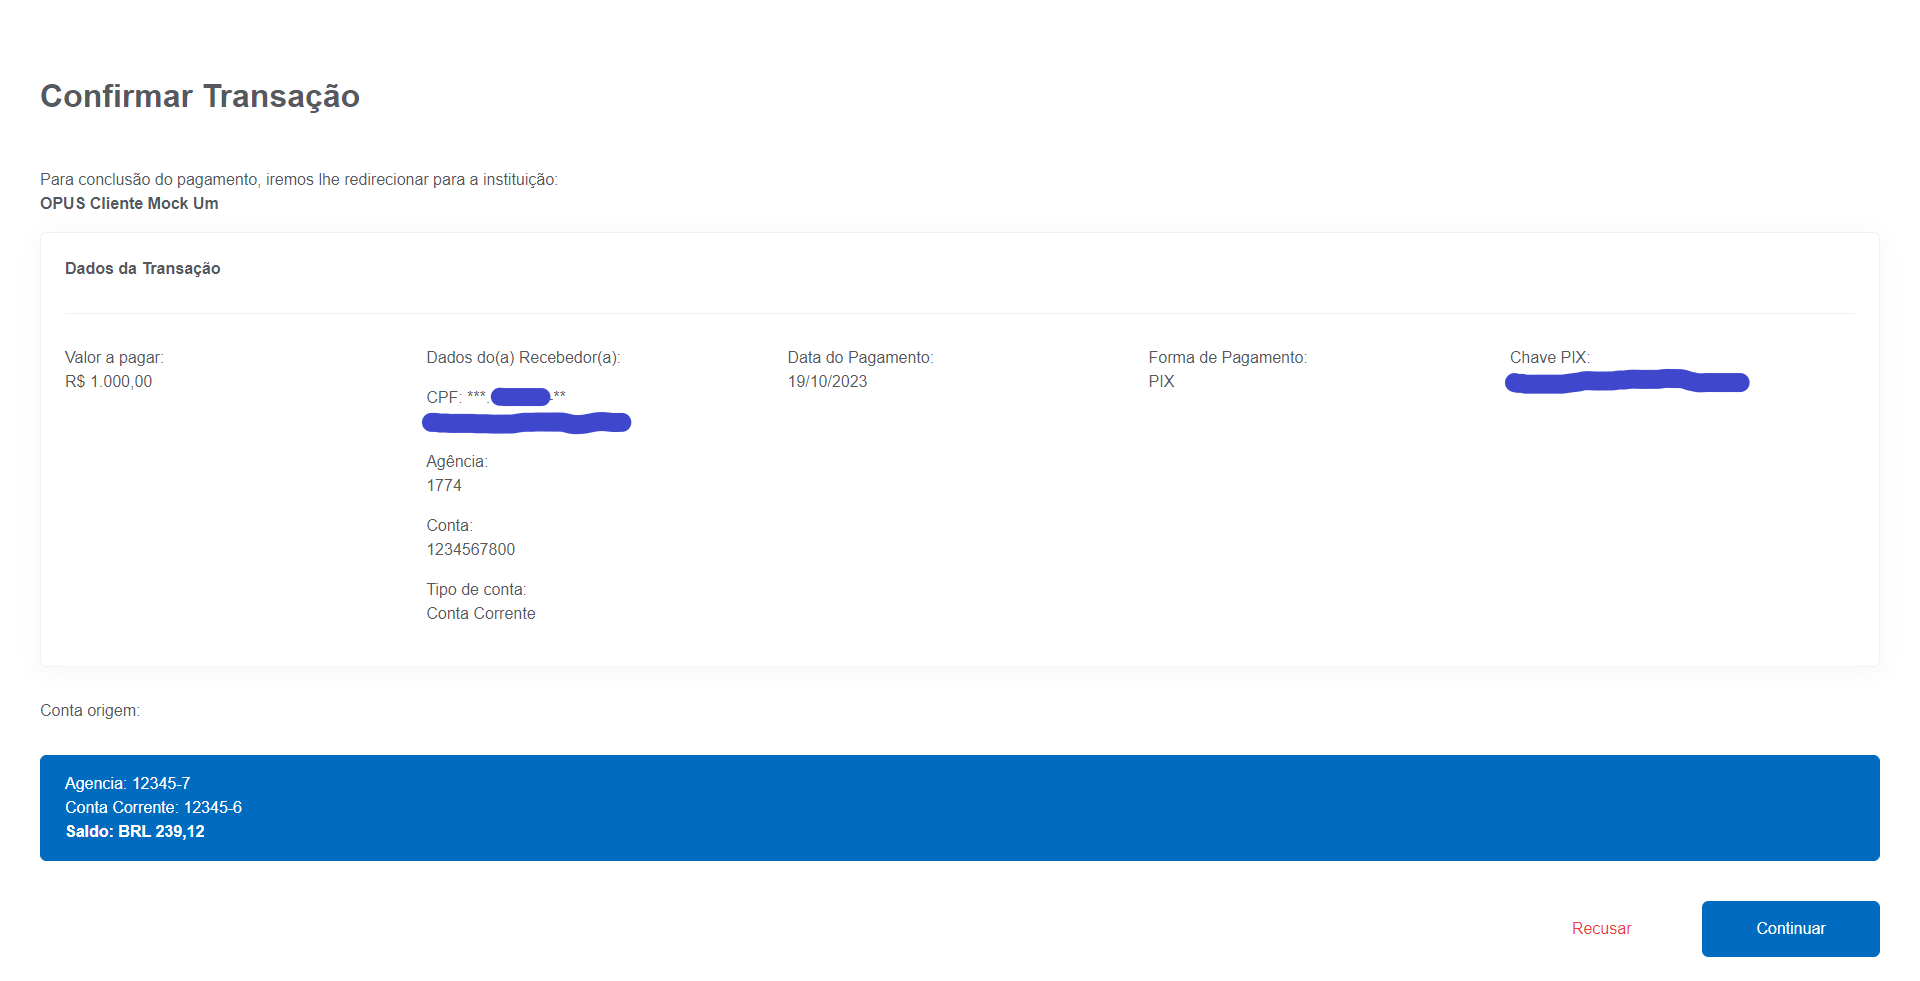 Confirmar Transação
Para conclusão do pagamento, iremos lhe redirecionar para a instituição:
OPUS Cliente Mock Um
Dados da Transação
Valor a pagar:
R$ 1.000,00
Dados do(a) Recebedor(a):
CPF: ***. -**
Agência:
1774
Conta:
1234567800
Tipo de conta:
Conta Corrente
Data do Pagamento:
19/10/2023
Forma de Pagamento:
PIX
Chave PIX:
Conta origem:
Agencia: 12345-7
Conta Corrente: 12345-6
Saldo: BRL 239,12
Recusar
Continuar